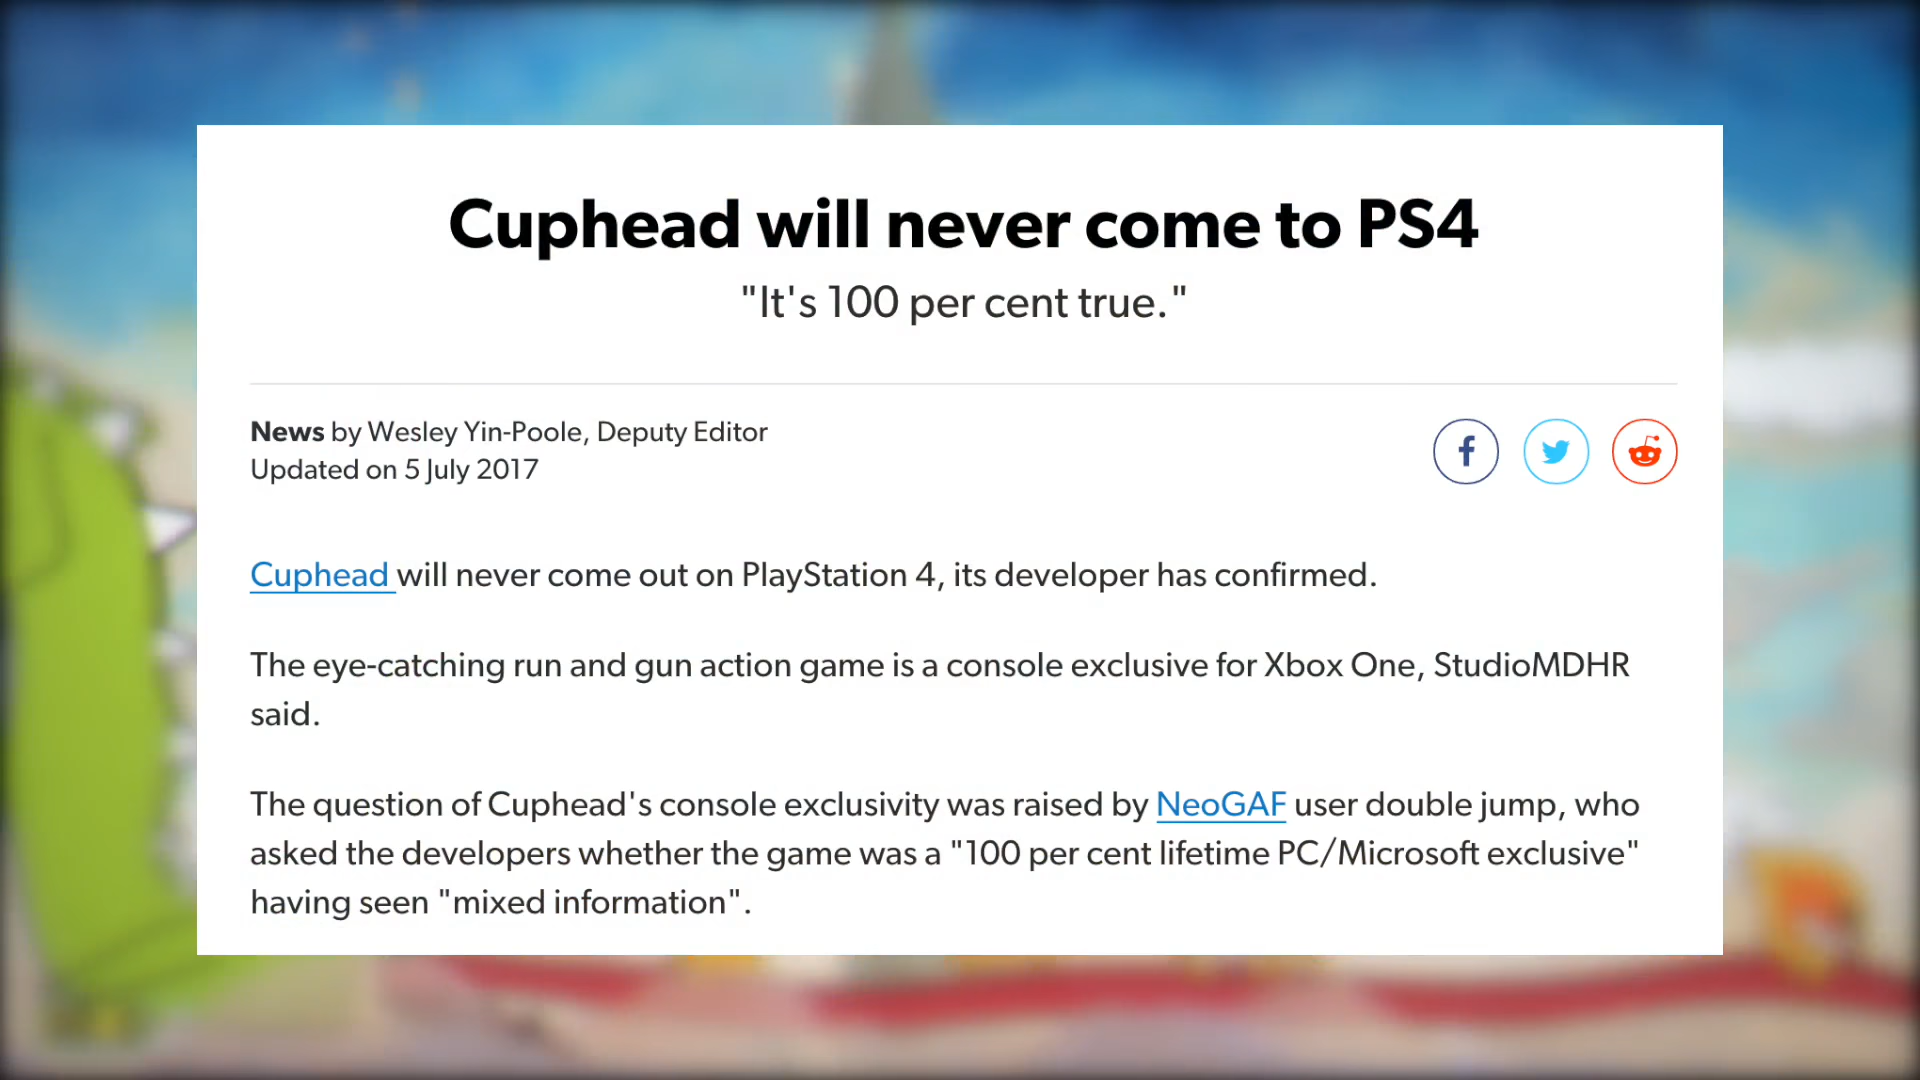 Cuphead will never come to PS4
"It's 100 per cent true."
News by Wesley Yin-Poole, Deputy Editor
Updated on 5 July 2017
Cuphead will never come out on PlayStation 4, its developer has confirmed.
The eye-catching run and gun action game is a console exclusive for Xbox One, StudioMDHR
said.
The question of Cuphead's console exclusivity was raised by NeoGAF user double jump, who
asked the developers whether the game was a "100 per cent lifetime PC/Microsoft exclusive"
having seen "mixed information".